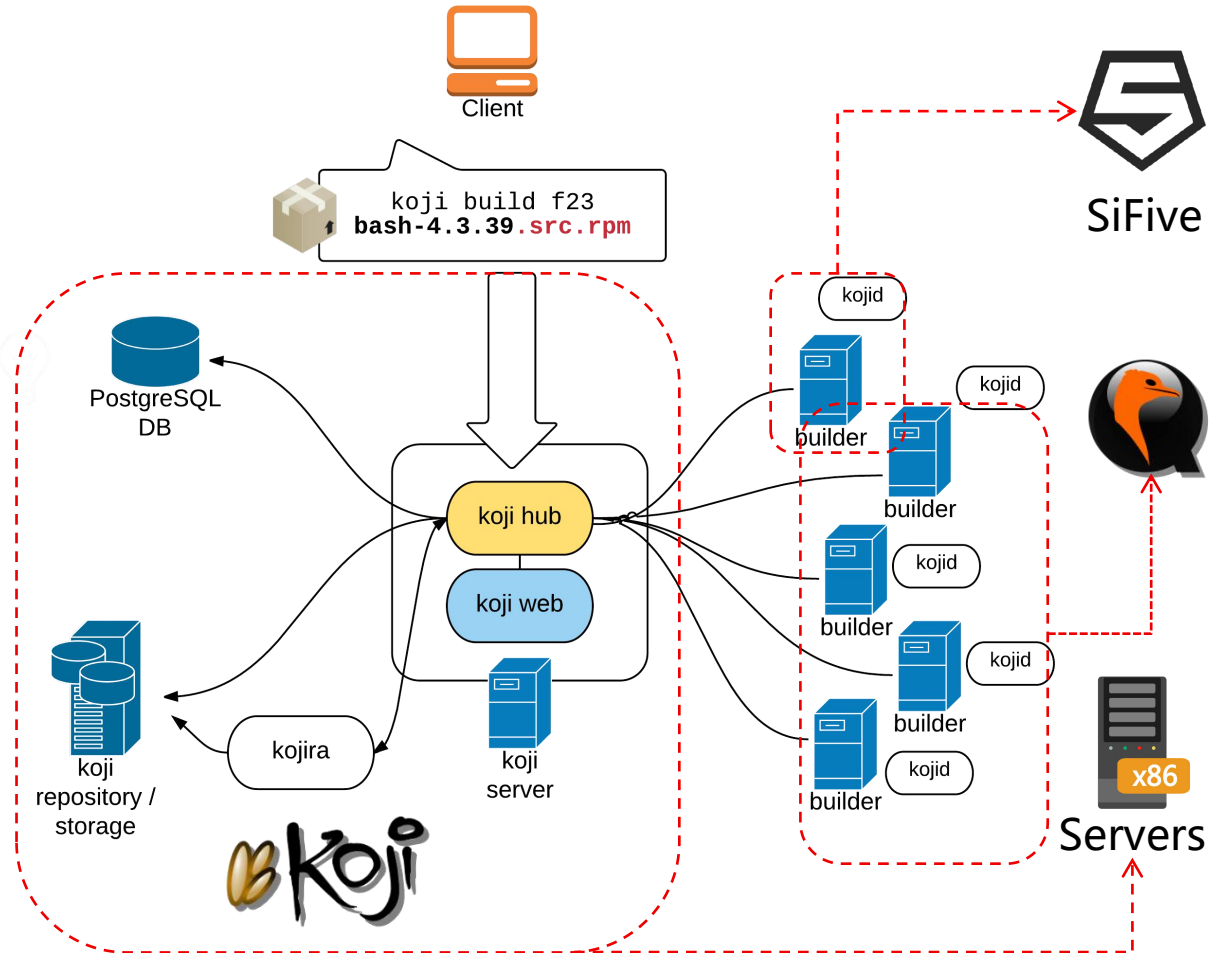 Client
koji build f23
bash-4.3.39.src.rpm
SiFive
kojid
PostgreSQL
DB
builder
kojid
builder
koji hub
kojid
koji web
builder
kojid
builder
koji
server
kojira
koji
repository /
storage
kojid
builder
x86
Servers
Koji